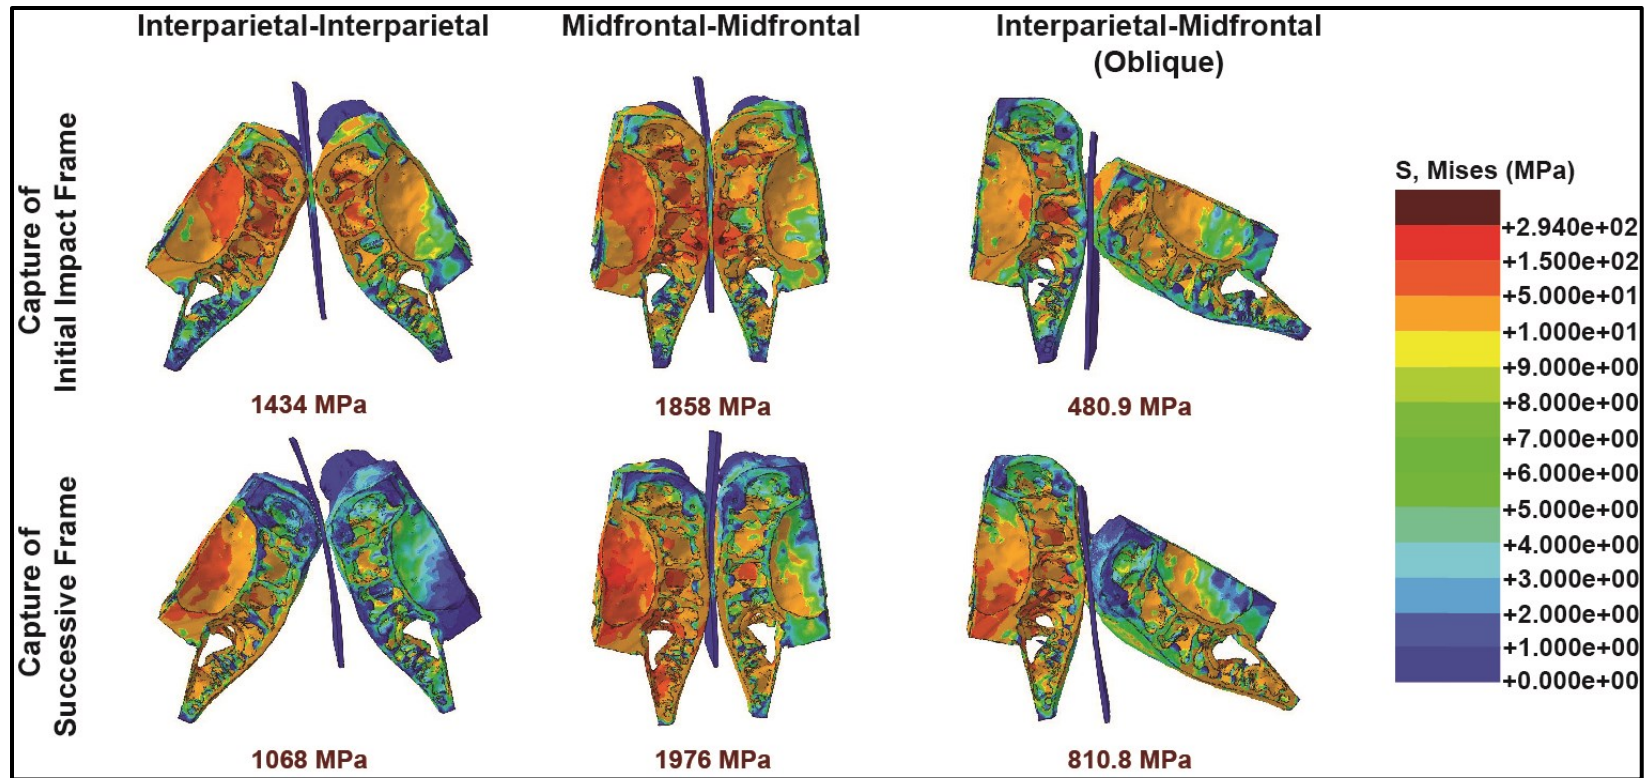 Interparietal-Interparietal
Midfrontal-Midfrontal
Interparietal-Midfrontal
(Oblique)
Capture of
Initial Impact Frame
1434 MPa
1858 MPa
480.9 MPa
Capture of
Successive Frame
1068 MPa
1976 MPa
810.8 MPa
S, Mises (MPa)
+2.940e+02
+1.500e+02
+5.000e+01
+1.000e+01
+9.000e+00
+8.000e+00
+7.000e+00
+6.000e+00
+5.000e+00
+4.000e+00
+3.000e+00
+2.000e+00
+1.000e+00
+0.000e+00